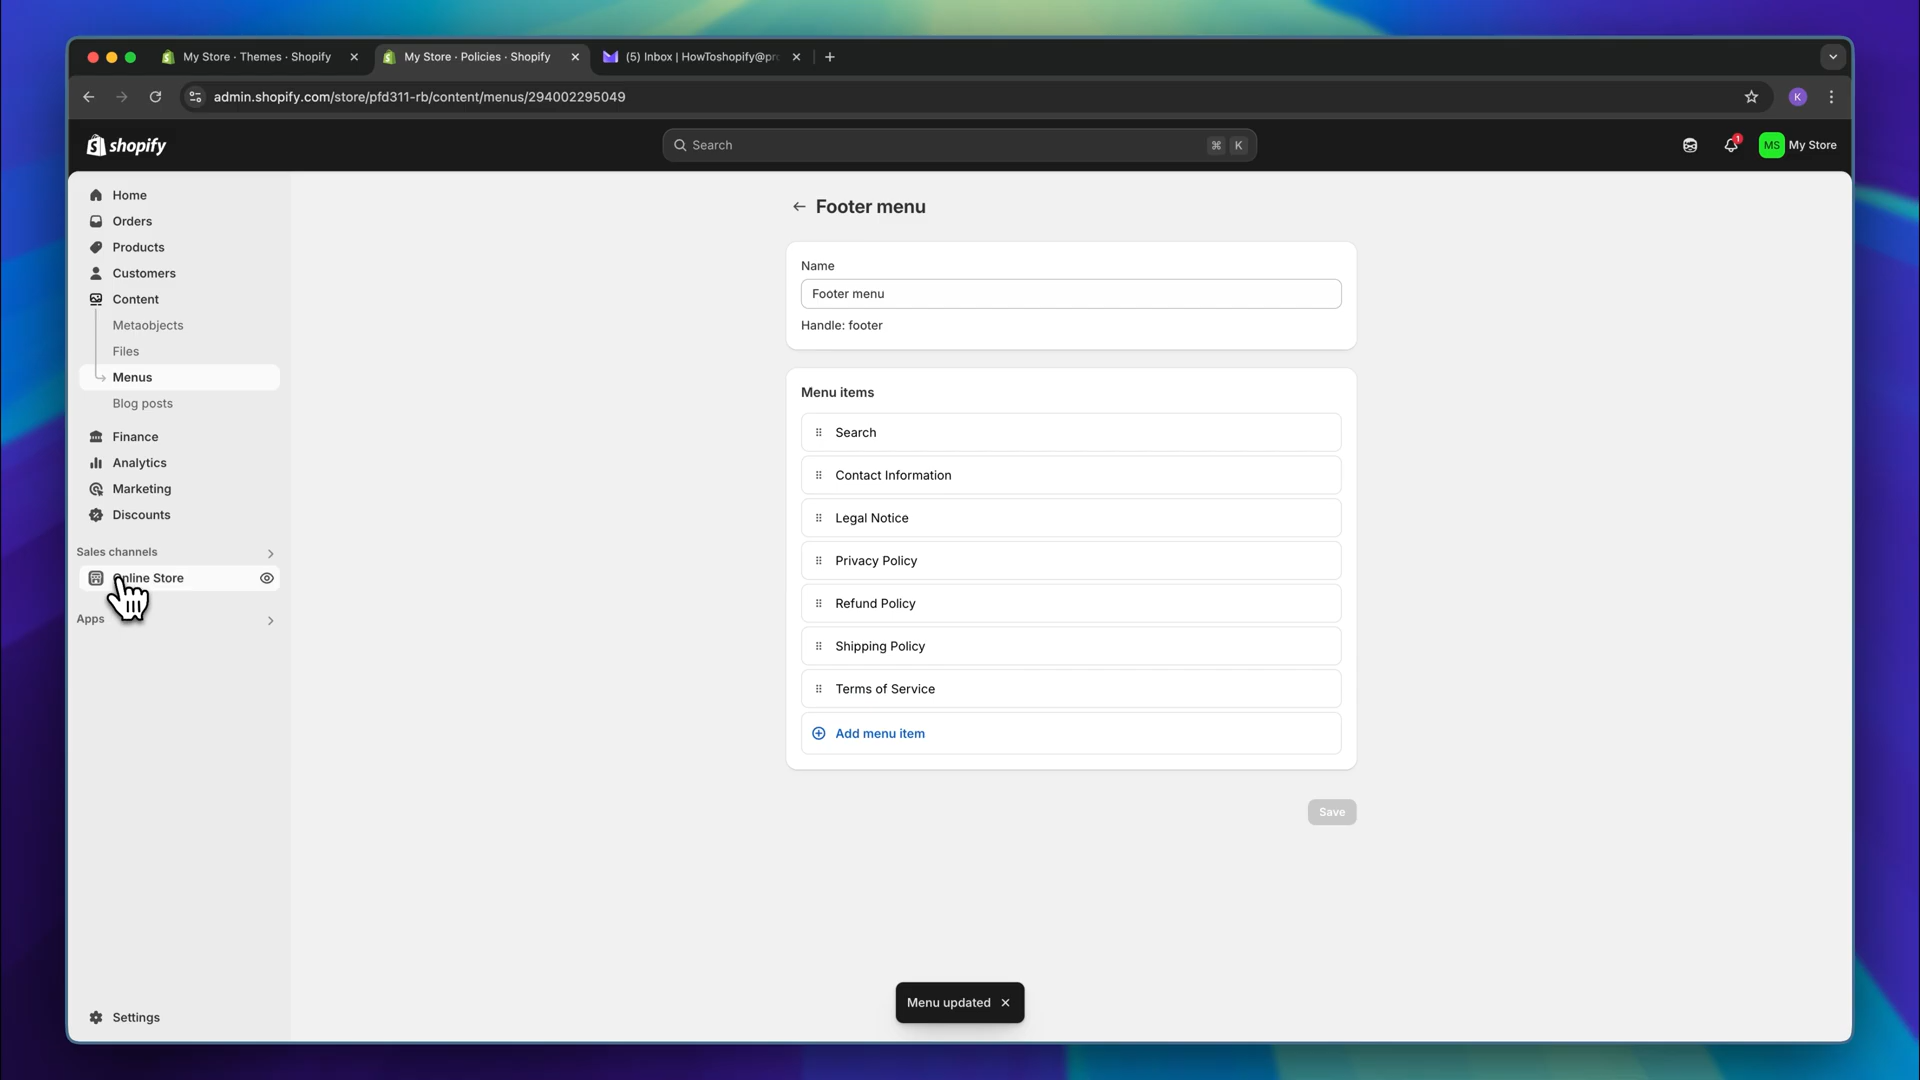 My Store · Themes · Shopify
My Store · Policies · Shopify
(5) Inbox | HowToshopify@pr
admin.shopify.com/store/pfd311-rb/content/menus/294002295049
K
shopify
Search
⌘ K
1
MS
My Store
Home
Orders
Products
Customers
Content
Metaobjects
Files
Menus
Blog posts
Finance
Analytics
Marketing
Discounts
Sales channels
Online Store
Apps
Settings
Footer menu
Name
Footer menu
Handle: footer
Menu items
Search
Contact Information
Legal Notice
Privacy Policy
Refund Policy
Shipping Policy
Terms of Service
Add menu item
Save
Menu updated